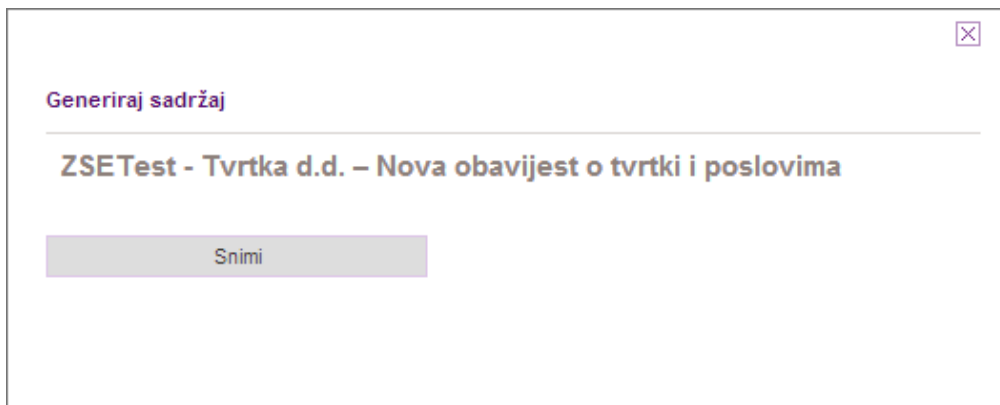 Generiraj sadržaj
ZSETest - Tvrtka d.d. – Nova obavijest o tvrtki i poslovima
Snimi